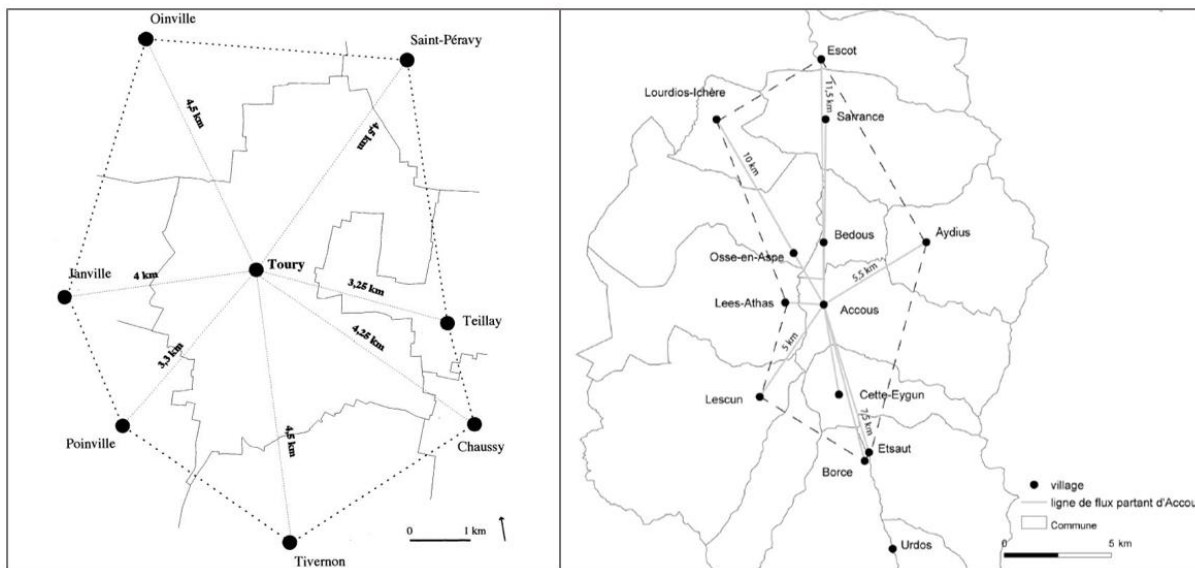 Oinville
Saint-Péravy
4,5 km
4,5 km
Toury
Janville
4 km
3,25 km
Teillay
4,25 km
3,3 km
Poinville
4,5 km
Chaussy
0 1 km
Tivernon
Escot
Lourdios-Ichère
11,5 km
Sarrance
10 km
Bedous
Aydius
Osse-en-Aspe
5,5 km
Lees-Athas
Accous
5 km
Lescun
Cette-Eygun
7,5 km
Etsaut
Borce
village
ligne de flux partant d'Accou
Commune
0 5 km
Urdos